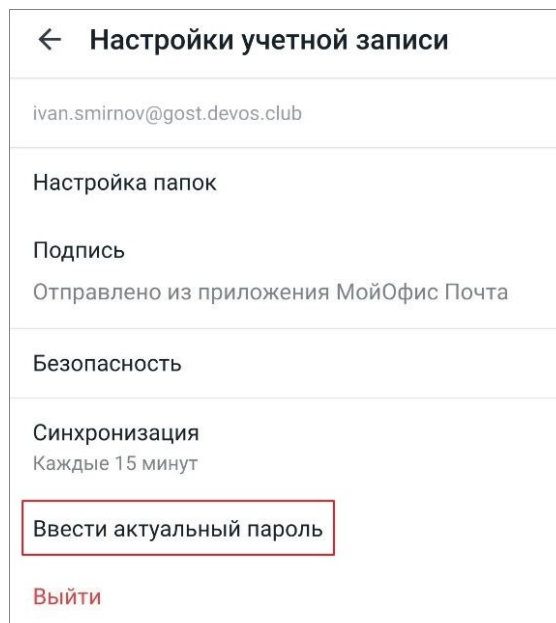 Настройки учетной записи
ivan.smirnov@gost.devos.club
Настройка папок
Подпись
Отправлено из приложения МойОфис Почта
Безопасность
Синхронизация
Каждые 15 минут
Ввести актуальный пароль
Выйти